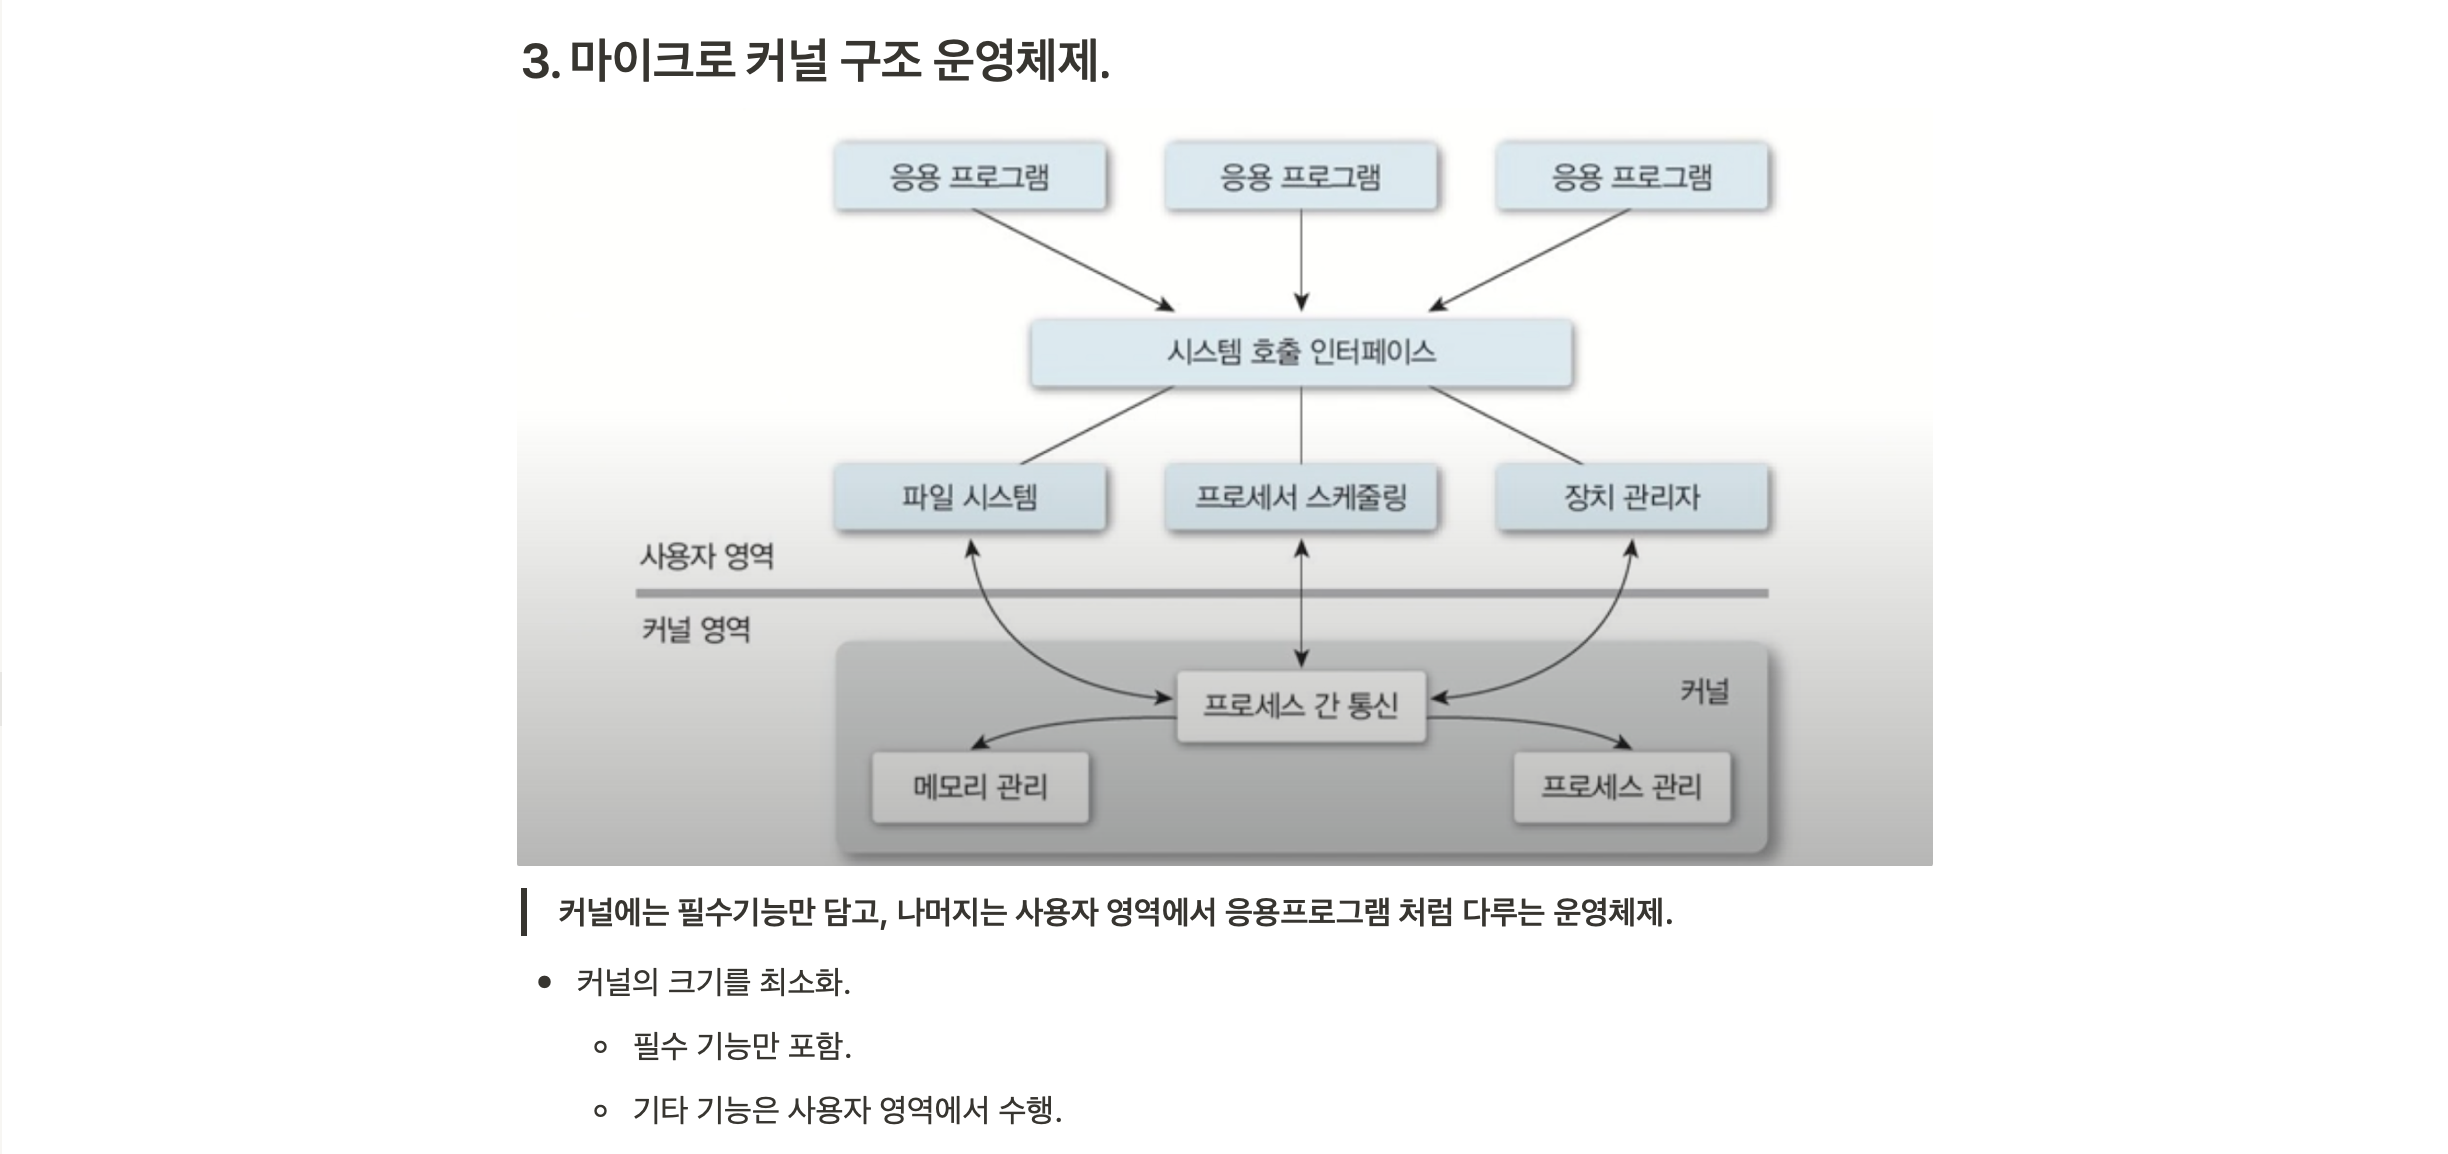 3. 마이크로 커널 구조 운영체제.
응용 프로그램 응용 프로그램 응용 프로그램
시스템 호출 인터페이스
파일 시스템 프로세서 스케줄링 장치 관리자
사용자 영역
커널 영역
커널
프로세스 간 통신
메모리 관리 프로세스 관리
커널에는 필수기능만 담고, 나머지는 사용자 영역에서 응용프로그램 처럼 다루는 운영체제.
• 커널의 크기를 최소화.
◦ 필수 기능만 포함.
◦ 기타 기능은 사용자 영역에서 수행.